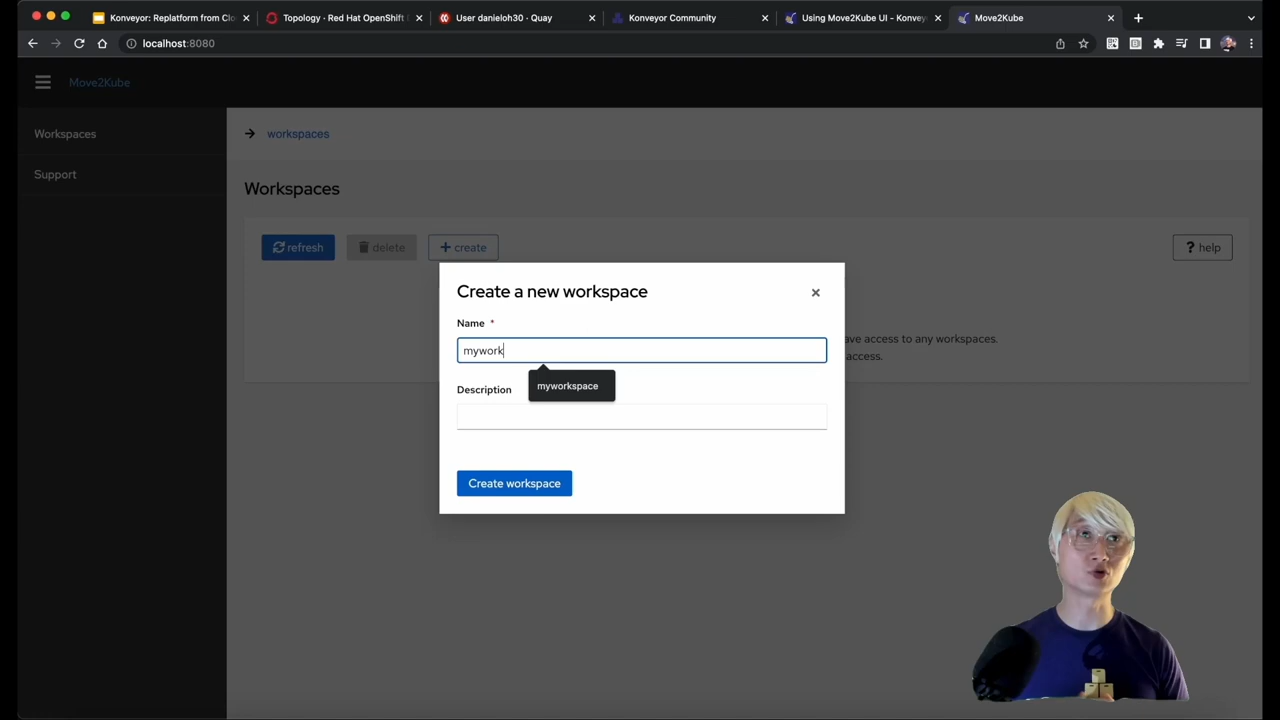 Konveyor: Replatform from Clo
Topology · Red Hat OpenShift
User danieloh30 · Quay
Konveyor Community
Using Move2Kube UI - Konvey
Move2Kube
localhost:8080
Move2Kube
Workspaces
Support
workspaces
Workspaces
refresh
delete
+ create
? help
Create a new workspace
Name *
mywork
ave access to any workspaces.
access.
myworkspace
Description
Create workspace